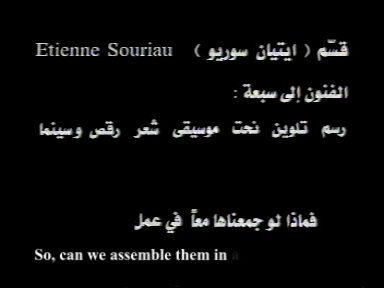 قسّم ( ايتيان سوريو ) Etienne Souriau
الفنون إلى سبعة :
رسم تلوين نحت موسيقى شعر رقص وسينما
فماذا لو جمعناها معاً في عمل
So, can we assemble them in